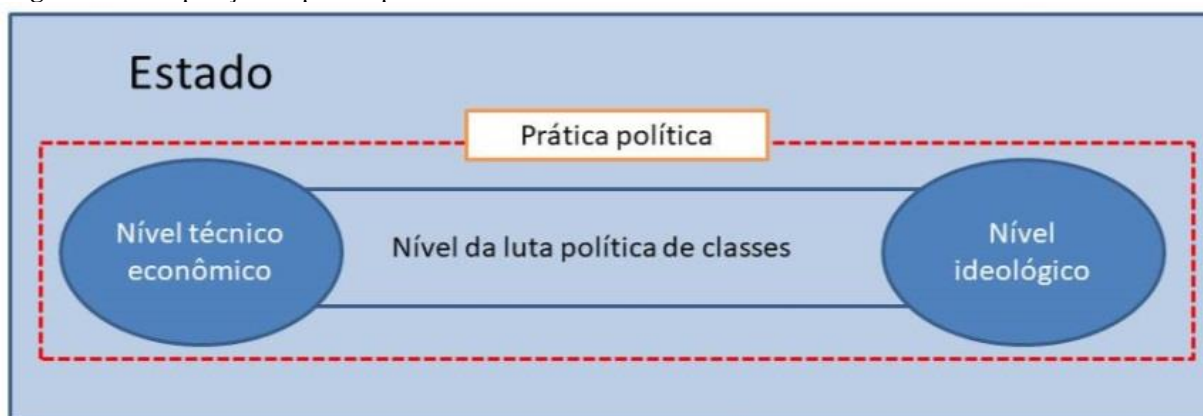 Estado
Prática política
Nível técnico
econômico
Nível da luta política de classes
Nível
ideológico